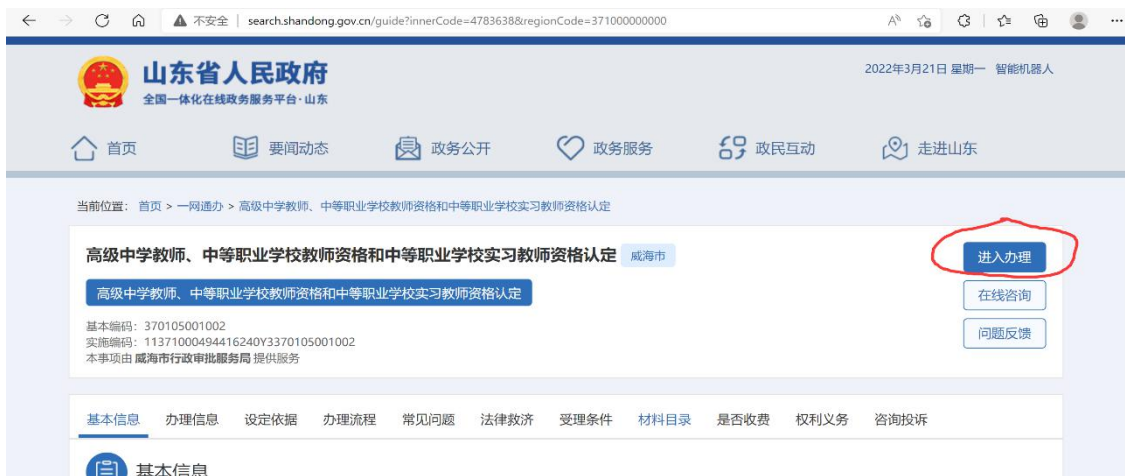 不安全 | search.shandong.gov.cn/guide?innerCode=4783638&regionCode=371000000000
山东省人民政府
全国一体化在线政务服务平台·山东
2022年3月21日 星期一 智能机器人
首页 要闻动态 政务公开 政务服务 政民互动 走进山东
当前位置： 首页 > 一网通办 > 高级中学教师、中等职业学校教师资格和中等职业学校实习教师资格认定
高级中学教师、中等职业学校教师资格和中等职业学校实习教师资格认定 威海市
进入办理
高级中学教师、中等职业学校教师资格和中等职业学校实习教师资格认定
在线咨询
基本编码：370105001002
实施编码：11371000494416240Y3370105001002
问题反馈
本事项由 威海市行政审批服务局 提供服务
基本信息 办理信息 设定依据 办理流程 常见问题 法律救济 受理条件 材料目录 是否收费 权利义务 咨询投诉
基本信息